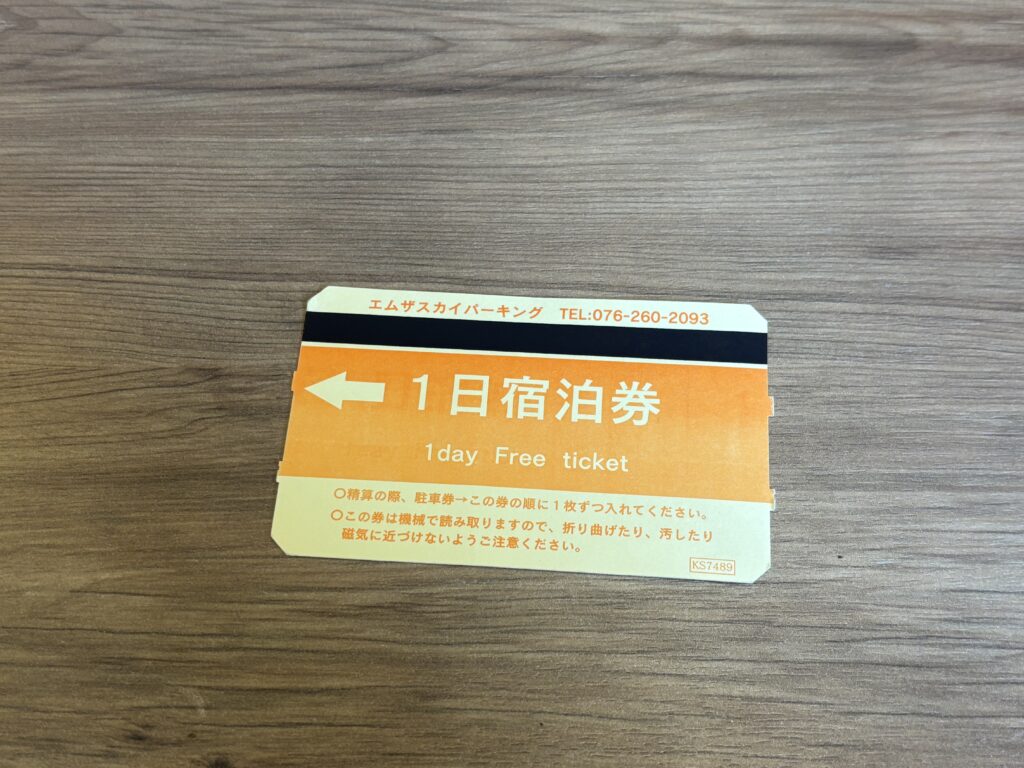 エムザスカイパーキング TEL:076-260-2093
1日宿泊券
1day Free ticket
○精算の際、駐車券→この券の順に1枚ずつ入れてください。
○この券は機械で読み取りますので、折り曲げたり、汚したり
磁気に近づけないようご注意ください。
KS7489